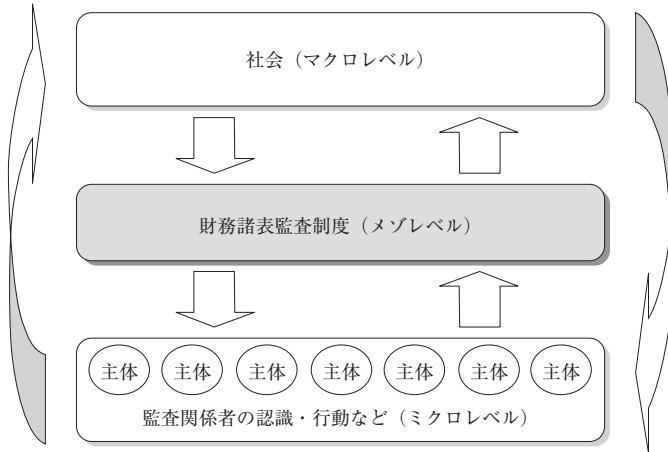 社会（マクロレベル）
財務諸表監査制度（メゾレベル）
主体 主体 主体 主体 主体 主体 主体
監査関係者の認識・行動など（ミクロレベル）